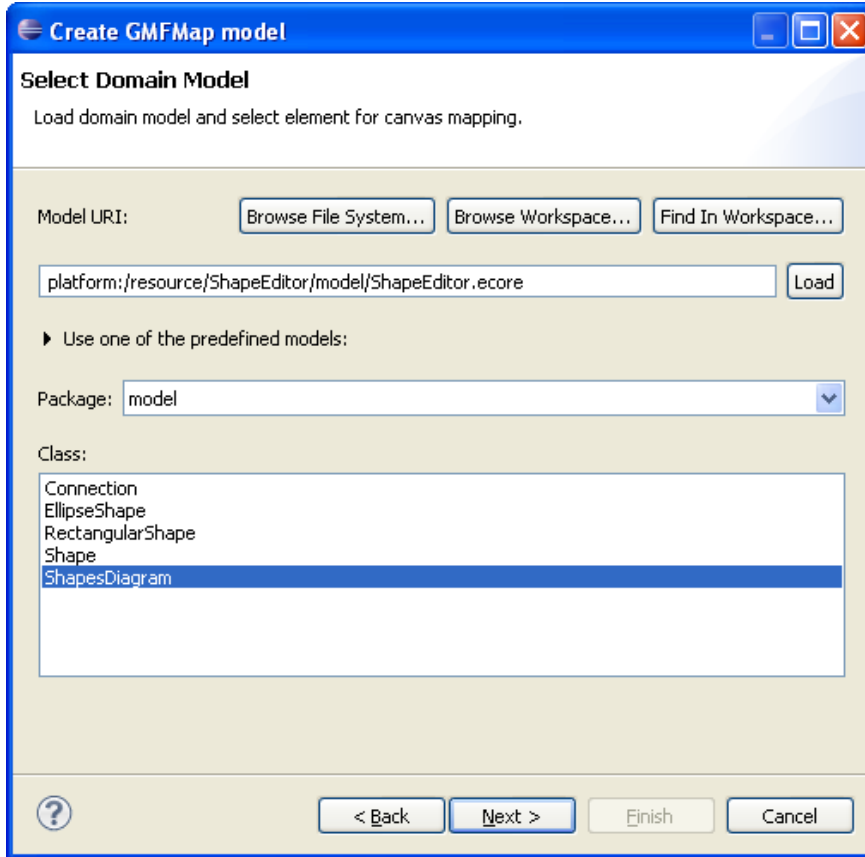 Create GMFMap model
Select Domain Model
Load domain model and select element for canvas mapping.
Model URI: Browse File System... Browse Workspace... Find In Workspace...
platform:/resource/ShapeEditor/model/ShapeEditor.ecore Load
Use one of the predefined models:
Package: model
Class:
Connection
EllipseShape
RectangularShape
Shape
ShapesDiagram
? < Back Next > Finish Cancel